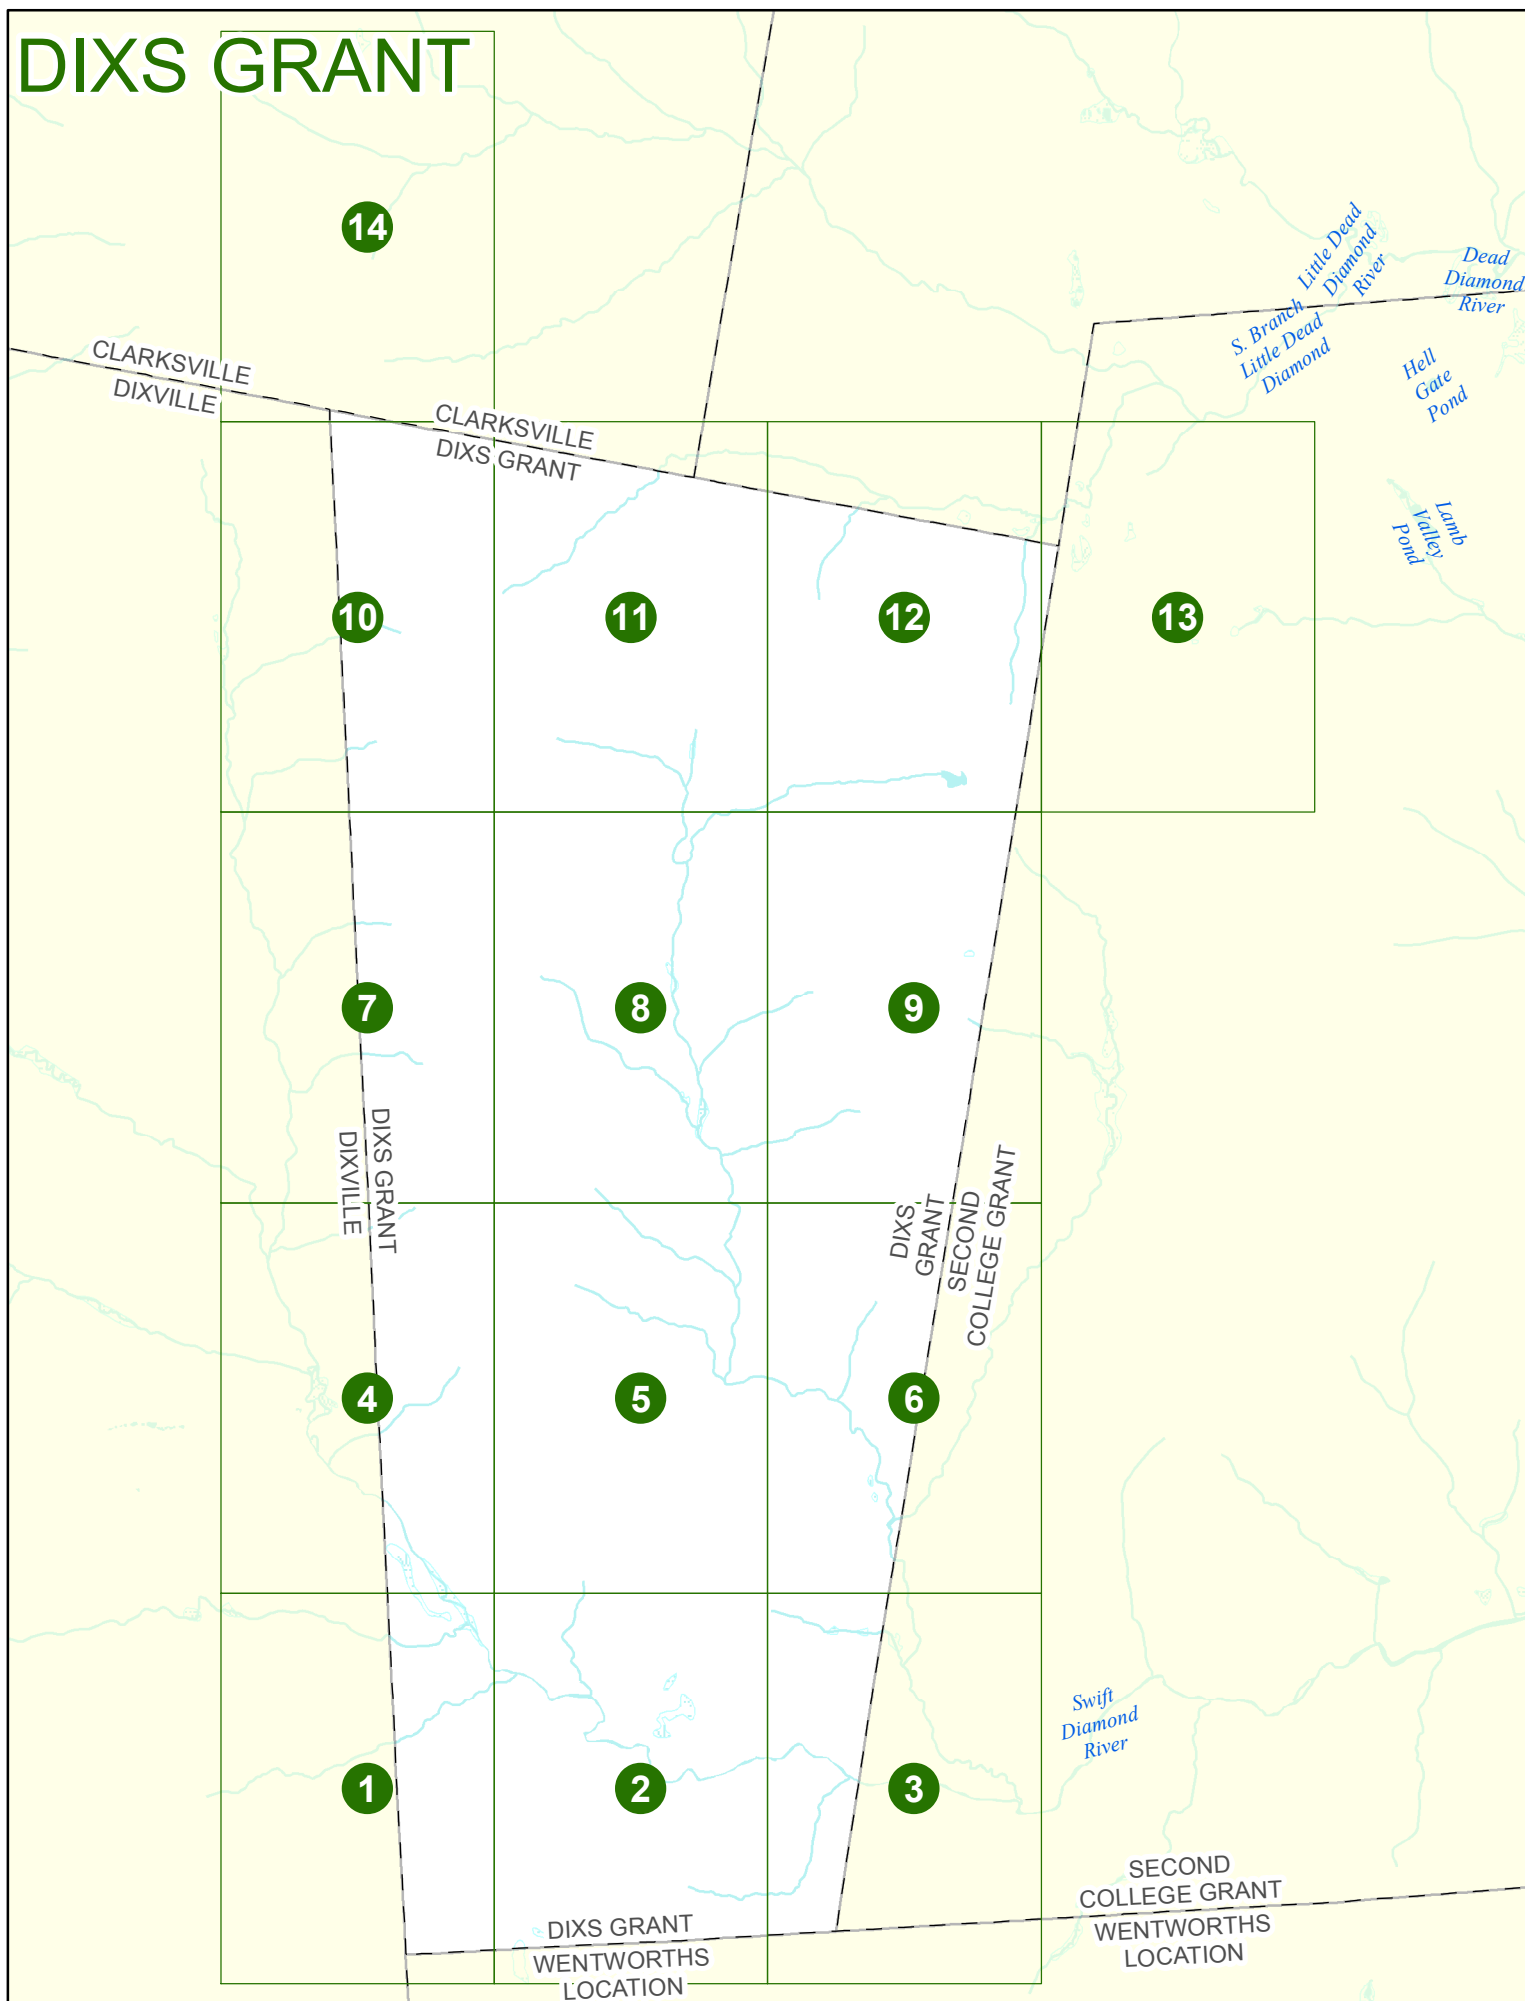 DIXS GRANT
14
Little Dead
Diamond
River
Dead
Diamond
River
S. Branch
Little Dead
Diamond
Hell
Gate
Pond
CLARKSVILLE
DIXVILLE
CLARKSVILLE
DIXS GRANT
Lamb
Valley
Pond
10
11
12
13
7
8
9
DIXS GRANT
DIXVILLE
DIXS
GRANT
SECOND
COLLEGE GRANT
4
5
6
Swift
Diamond
River
1
2
3
SECOND
COLLEGE GRANT
WENTWORTHS
LOCATION
DIXS GRANT
WENTWORTHS
LOCATION